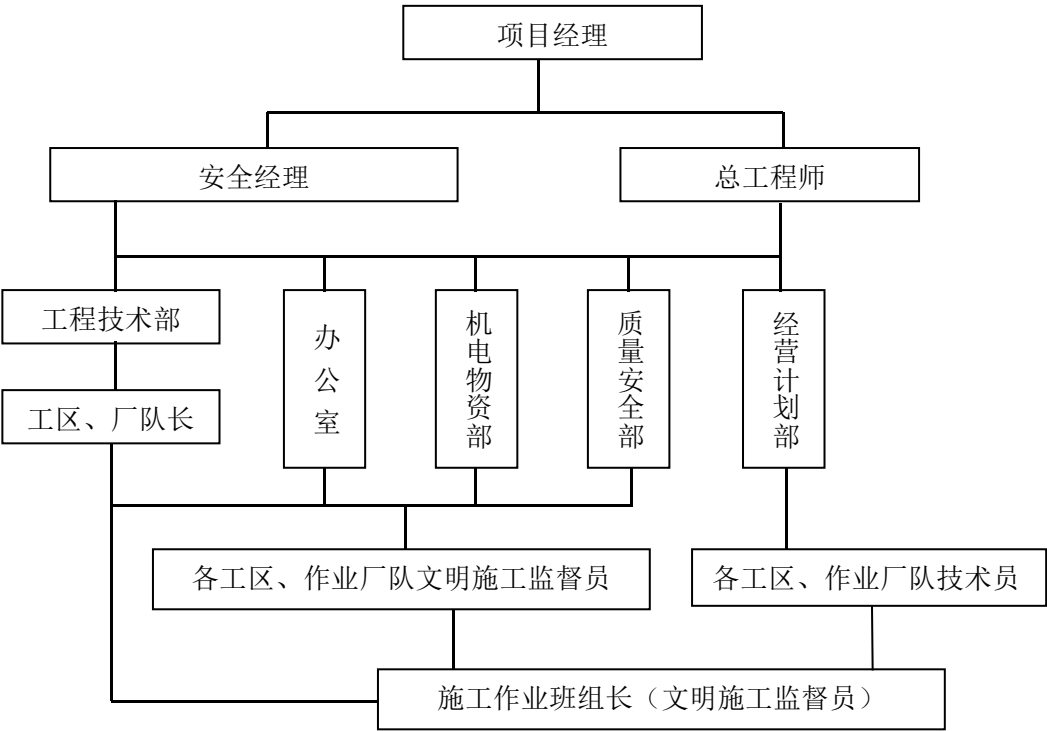 项目经理
安全经理
总工程师
工程技术部
工区、厂队长
办公室
机电物资部
质量安全部
经营计划部
各工区、作业厂队文明施工监督员
各工区、作业厂队技术员
施工作业班组长（文明施工监督员）